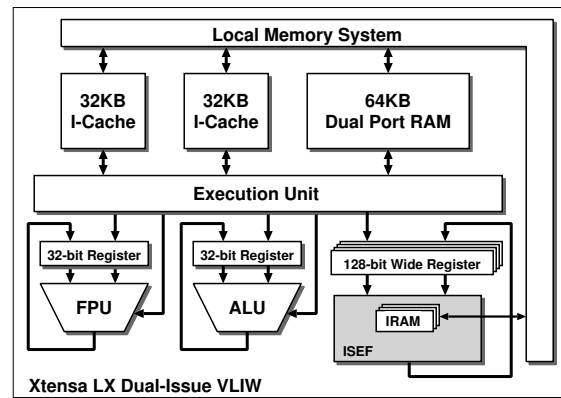 Local Memory System
32KB
I-Cache
32KB
I-Cache
64KB
Dual Port RAM
Execution Unit
32-bit Register
32-bit Register
128-bit Wide Register
FPU
ALU
IRAM
ISEF
Xtensa LX Dual-Issue VLIW